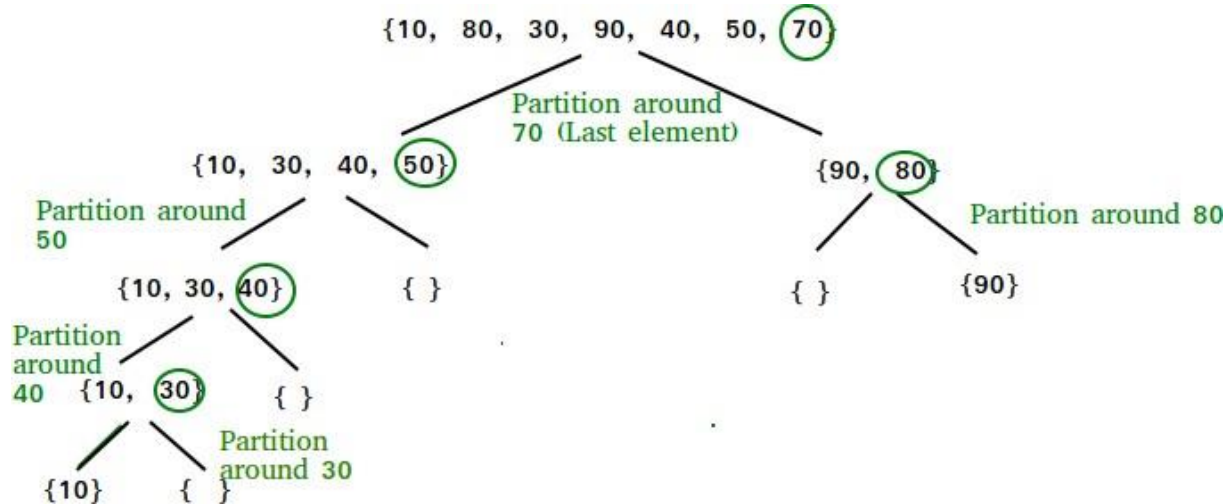 {10, 80, 30, 90, 40, 50, 70}
Partition around
70 (Last element)
{10, 30, 40, 50}
{90, 80}
Partition around
50
Partition around 80
{10, 30, 40}
{ }
{ }
{90}
Partition
around
40
{10, 30}
{ }
Partition
around 30
{10}
{ }